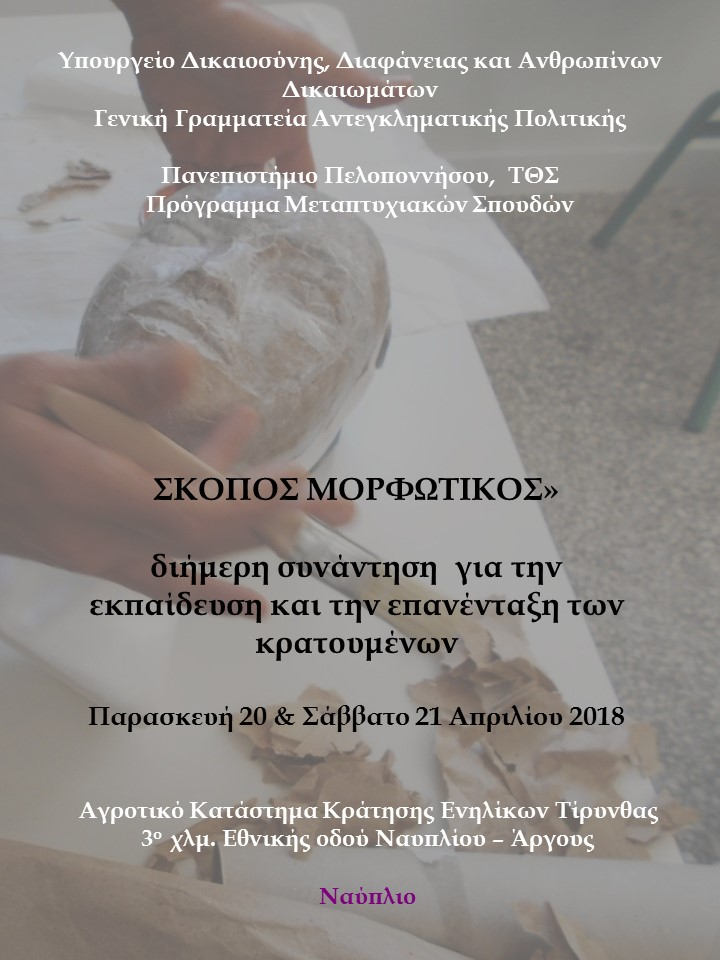 Υπουργείο Δικαιοσύνης, Διαφάνειας και Ανθρωπίνων
Δικαιωμάτων
Γενική Γραμματεία Αντεγκληματικής Πολιτικής
Πανεπιστήμιο Πελοποννήσου, ΤΘΣ
Πρόγραμμα Μεταπτυχιακών Σπουδών
ΣΚΟΠΟΣ ΜΟΡΦΩΤΙΚΟΣ»
διήμερη συνάντηση για την
εκπαίδευση και την επανένταξη των
κρατουμένων
Παρασκευή 20 & Σάββατο 21 Απριλίου 2018
Αγροτικό Κατάστημα Κράτησης Ενηλίκων Τίρυνθας
3ο χλμ. Εθνικής οδού Ναυπλίου – Άργους
Ναύπλιο